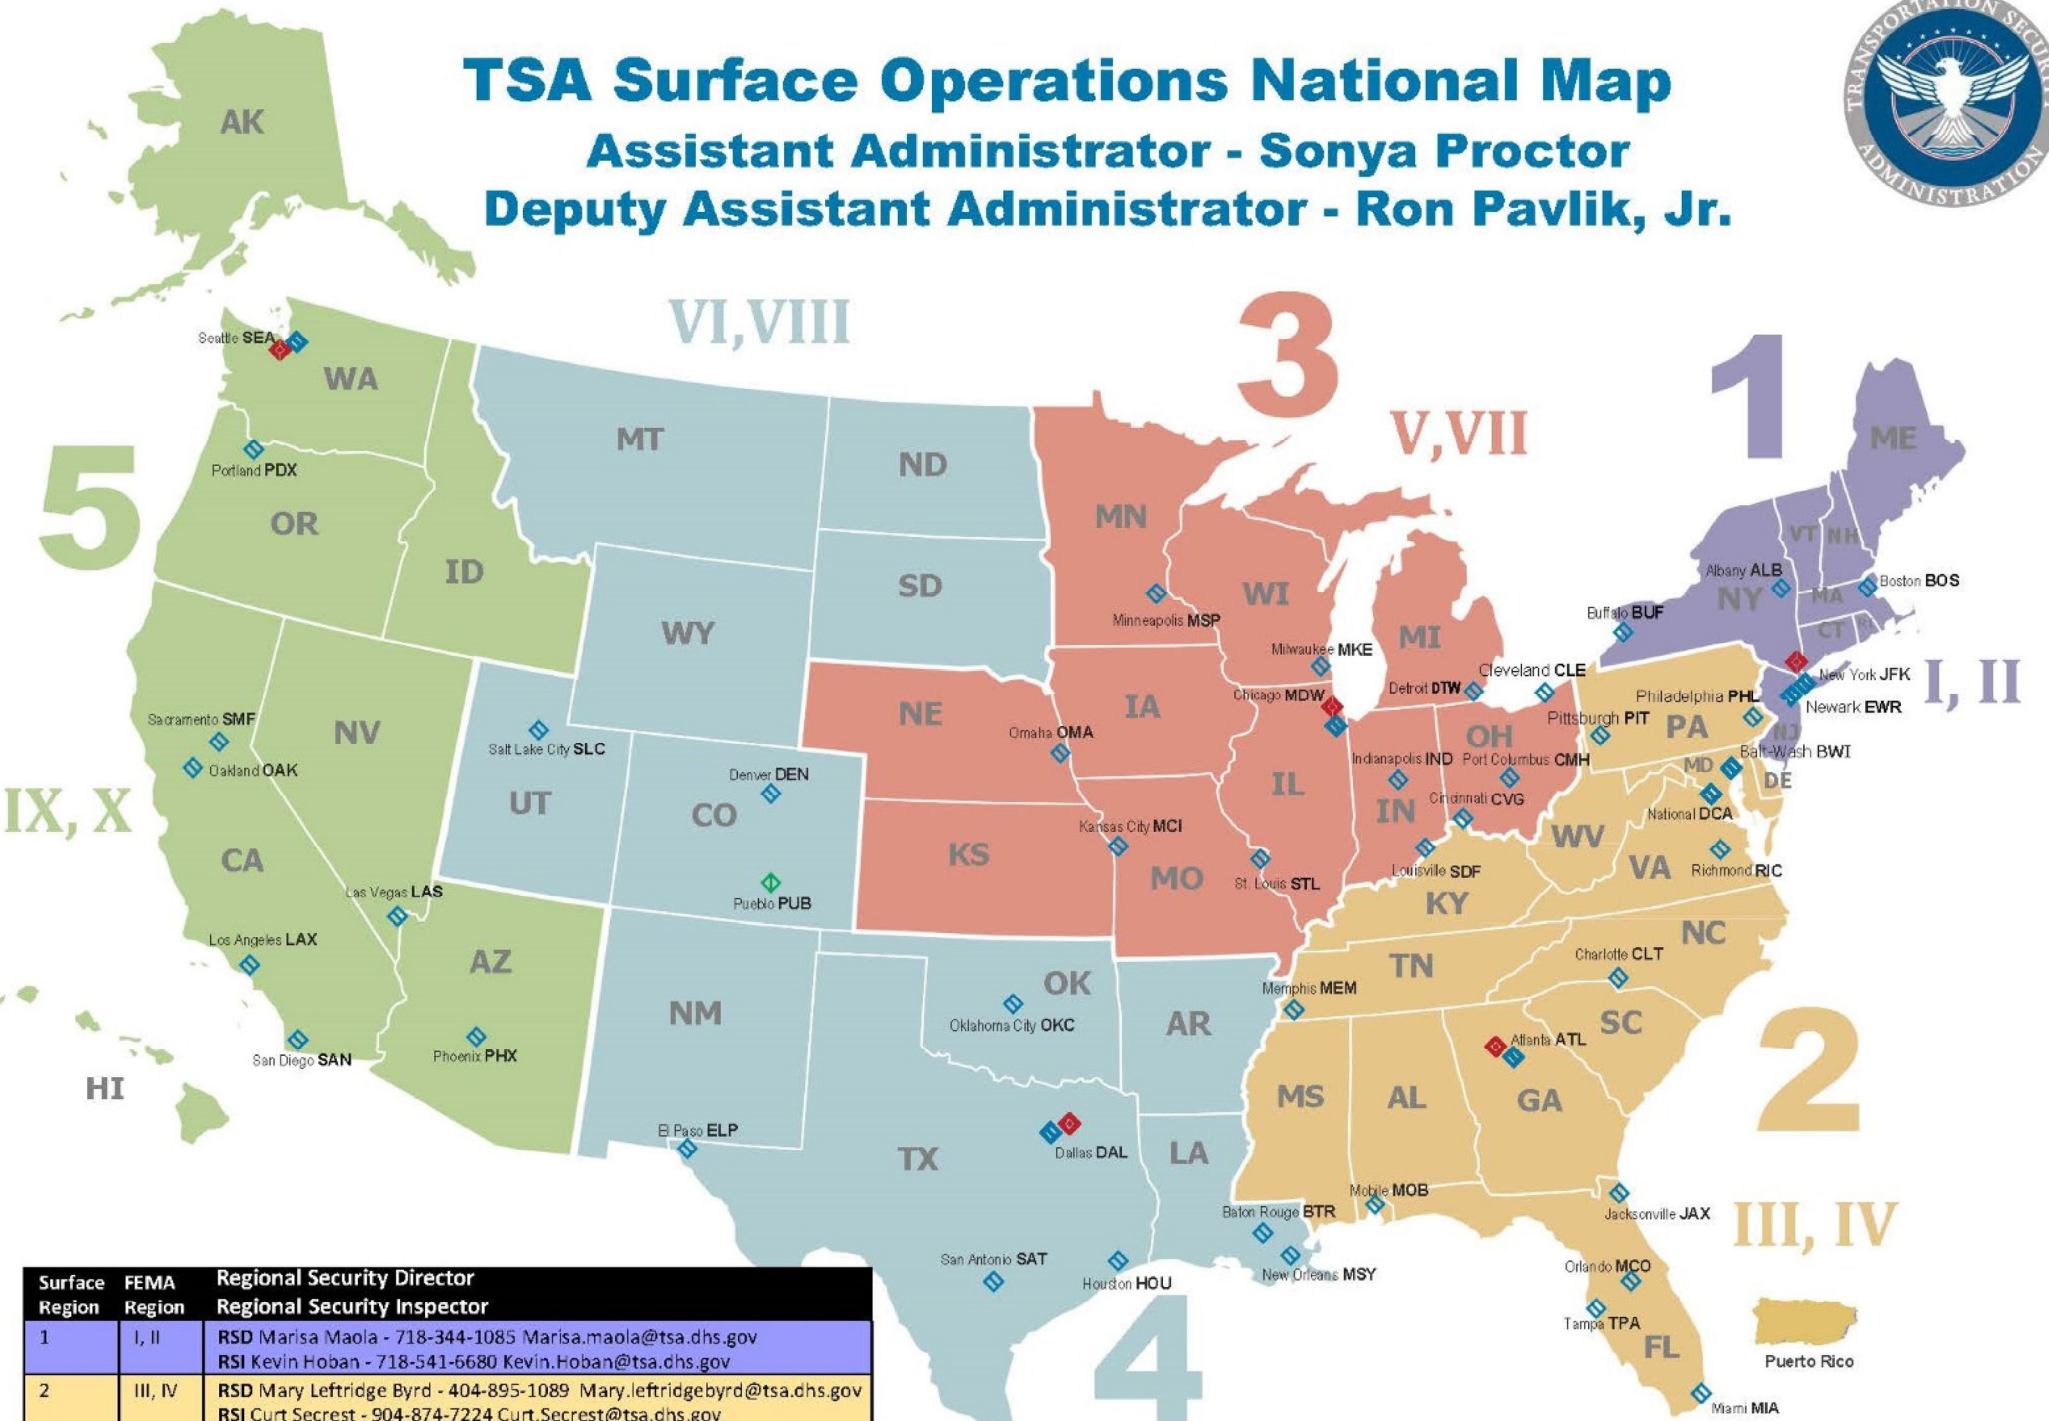 TSA Surface Operations National Map
Assistant Administrator - Sonya Proctor
Deputy Assistant Administrator - Ron Pavlik, Jr.
TRANSPORTATION SECURITY
ADMINISTRATION
AK
VI, VIII
3
V, VII
1
5
IX, X
I, II
2
III, IV
4
Seattle SEA
WA
Portland PDX
OR
ID
MT
ND
SD
WY
MN
Minneapolis MSP
WI
Milwaukee MKE
MI
Detroit DTW
Cleveland CLE
Chicago MDW
ME
VT
NH
Albany ALB
NY
MA
Boston BOS
CT
RI
Buffalo BUF
New York JFK
Newark EWR
Philadelphia PHL
Pittsburgh PIT
PA
NJ
Balt-Wash BWI
MD
DE
National DCA
Sacramento SMF
Oakland OAK
NV
CA
Las Vegas LAS
Los Angeles LAX
San Diego SAN
AZ
Phoenix PHX
HI
Salt Lake City SLC
UT
Denver DEN
CO
Pueblo PUB
NE
Omaha OMA
IA
KS
Kansas City MCI
MO
IL
St. Louis STL
Indianapolis IND
IN
OH
Port Columbus CMH
Cincinnati CVG
Louisville SDF
KY
WV
VA
Richmond RIC
NC
Charlotte CLT
TN
Memphis MEM
SC
NM
OK
Oklahoma City OKC
AR
El Paso ELP
TX
Dallas DAL
LA
MS
AL
GA
Atlanta ATL
Mobile MOB
Baton Rouge BTR
New Orleans MSY
San Antonio SAT
Houston HOU
Jacksonville JAX
Orlando MCO
Tampa TPA
FL
Miami MIA
Puerto Rico
Surface Region
FEMA Region
Regional Security Director
Regional Security Inspector
1 I, II RSD Marisa Maola - 718-344-1085 Marisa.maola@tsa.dhs.gov
RSI Kevin Hoban - 718-541-6680 Kevin.Hoban@tsa.dhs.gov
2 III, IV RSD Mary Leftridge Byrd - 404-895-1089 Mary.leftridgebyrd@tsa.dhs.gov
RSI Curt Secrest - 904-874-7224 Curt.Secrest@tsa.dhs.gov